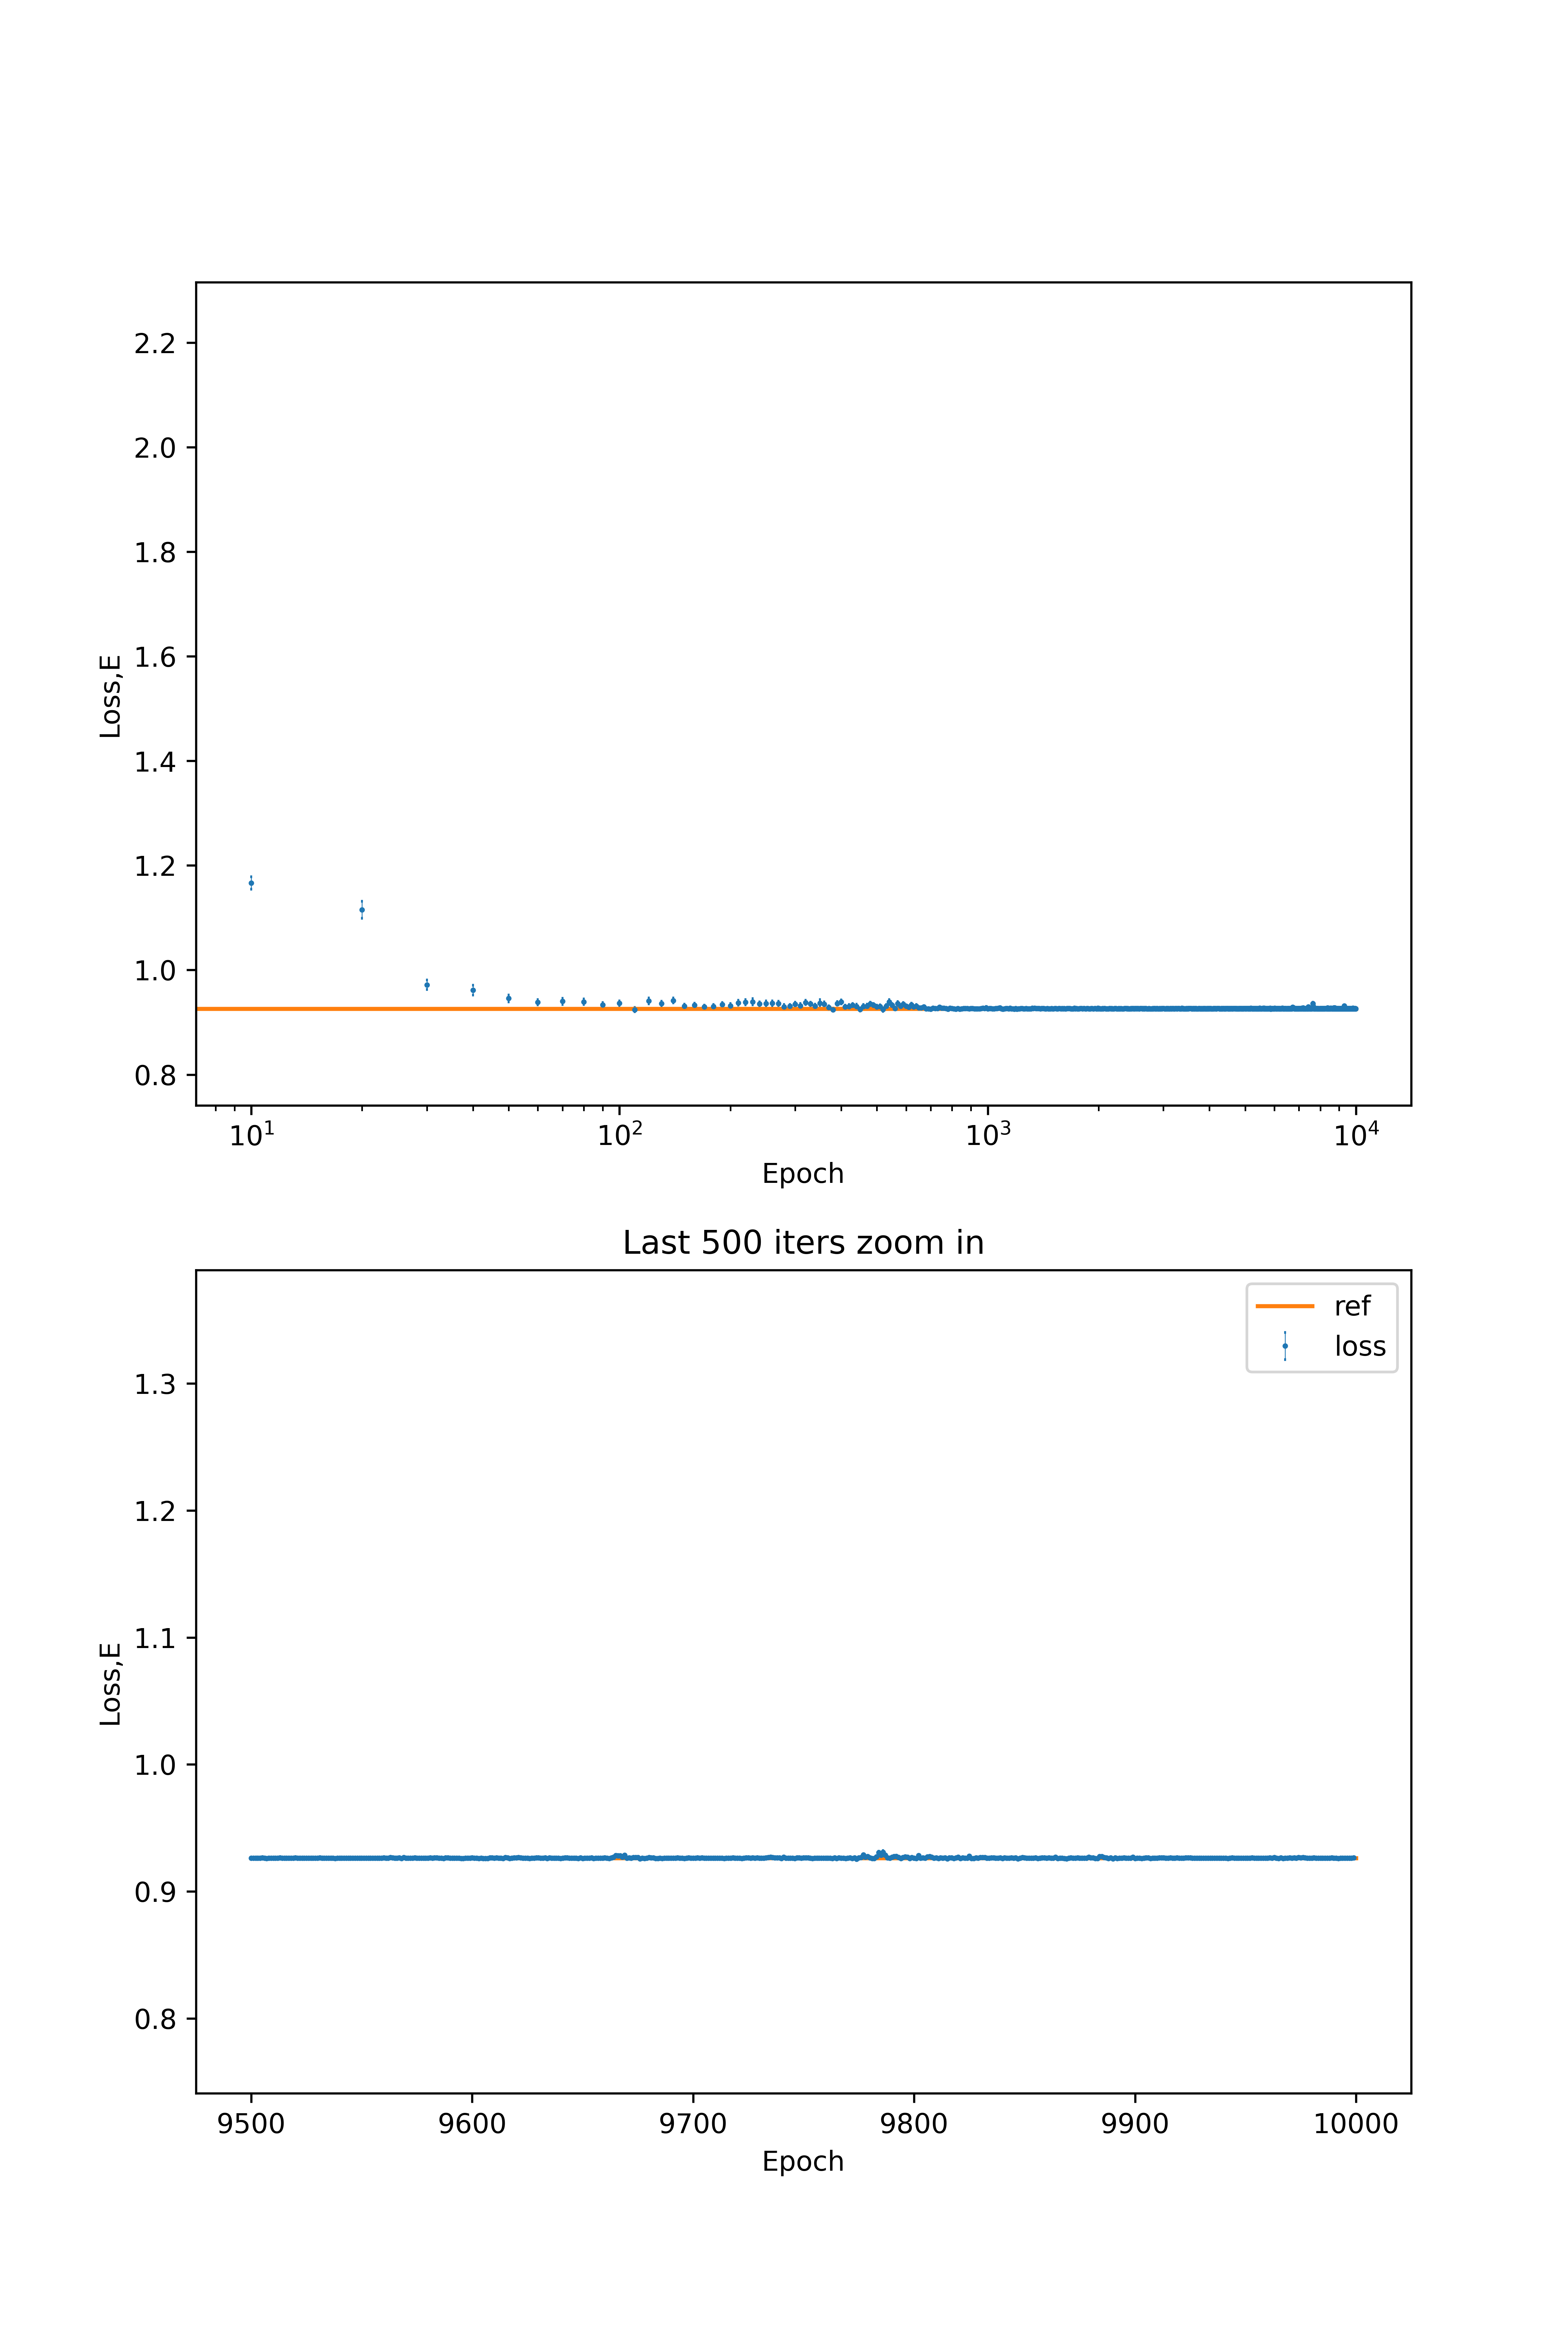 2.2
2.0
1.8
1.6
1.4
1.2
1.0
0.8
Loss,E
10¹ 10² 10³ 10⁴
Epoch
Last 500 iters zoom in
ref
loss
1.3
1.2
1.1
1.0
0.9
0.8
Loss,E
9500 9600 9700 9800 9900 10000
Epoch